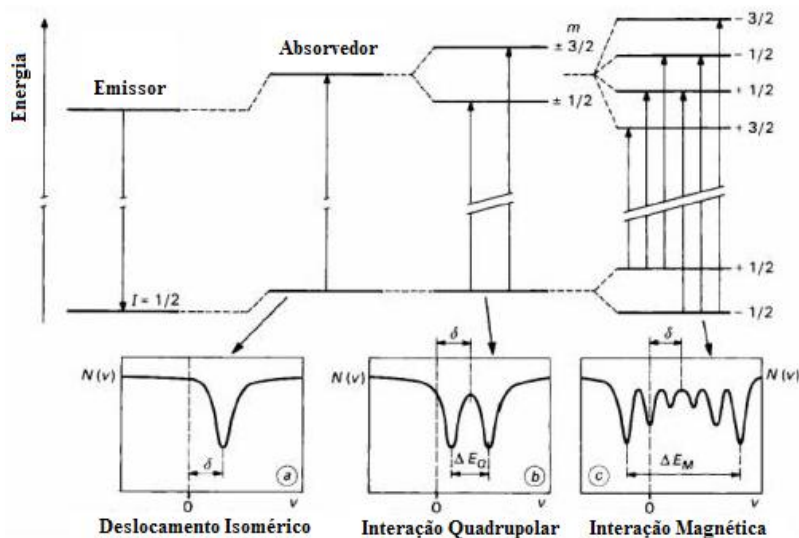 Energia
Emissor
I = 1/2
Absorvedor
m
± 3/2
± 1/2
- 3/2
- 1/2
+ 1/2
+ 3/2
+ 1/2
- 1/2
N(v)
δ
a
0
v
N(v)
δ
ΔE_Q
b
0
v
N(v)
δ
ΔE_M
c
0
v
Deslocamento Isomérico
Interação Quadrupolar
Interação Magnética